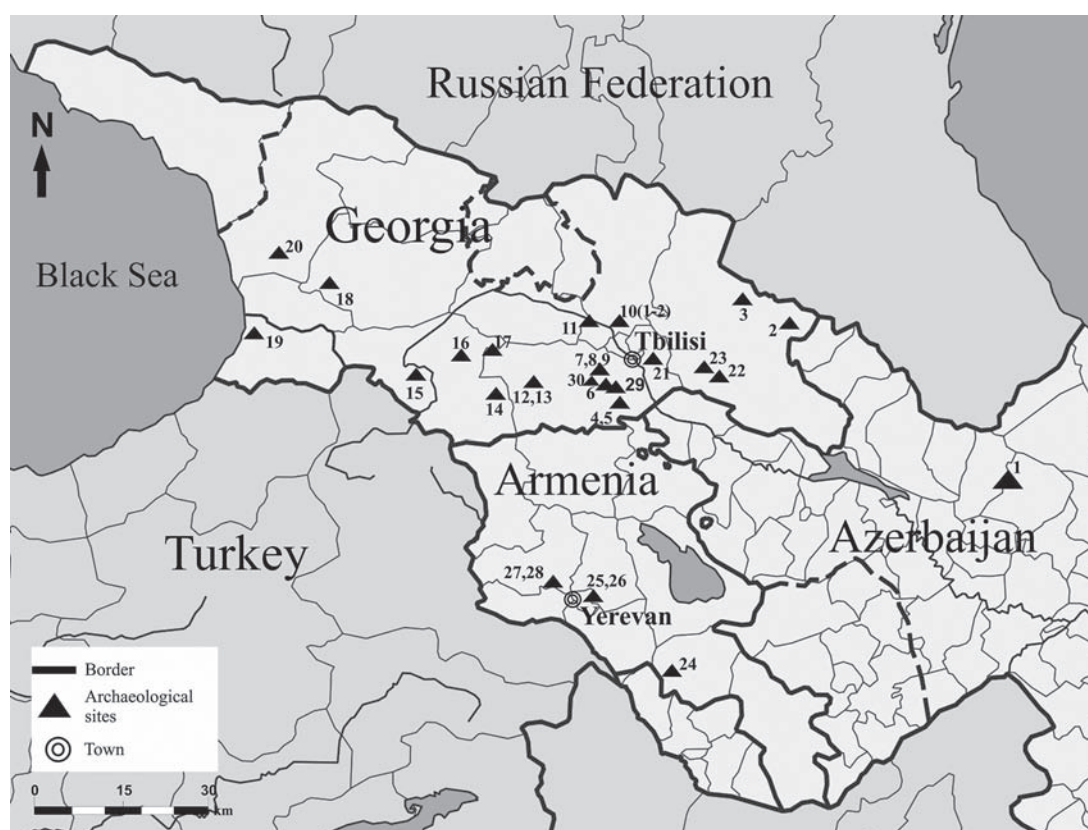 Russian Federation
N
Georgia
Black Sea
20
18
19
3
2
10(1-2)
11
Tbilisi
16
17
7,8,9
21
23
22
30
6
29
15
12,13
14
4,5
1
Armenia
Azerbaijan
Turkey
27,28
25,26
Yerevan
24
Border
Archaeological
sites
Town
0 15 30
km